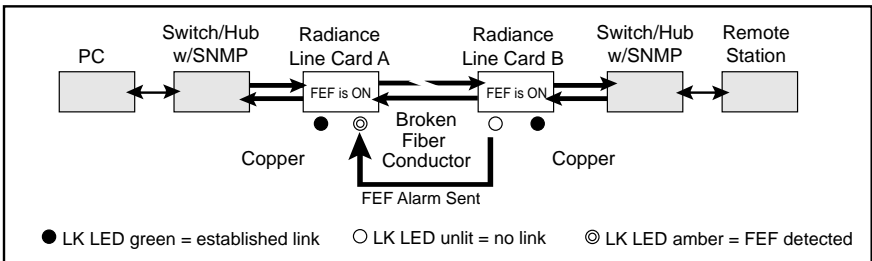 PC
Switch/Hub
w/SNMP
Radiance
Line Card A
Radiance
Line Card B
Switch/Hub
w/SNMP
Remote
Station
FEF is ON
FEF is ON
Copper
Broken
Fiber
Conductor
Copper
FEF Alarm Sent
LK LED green = established link
LK LED unlit = no link
LK LED amber = FEF detected